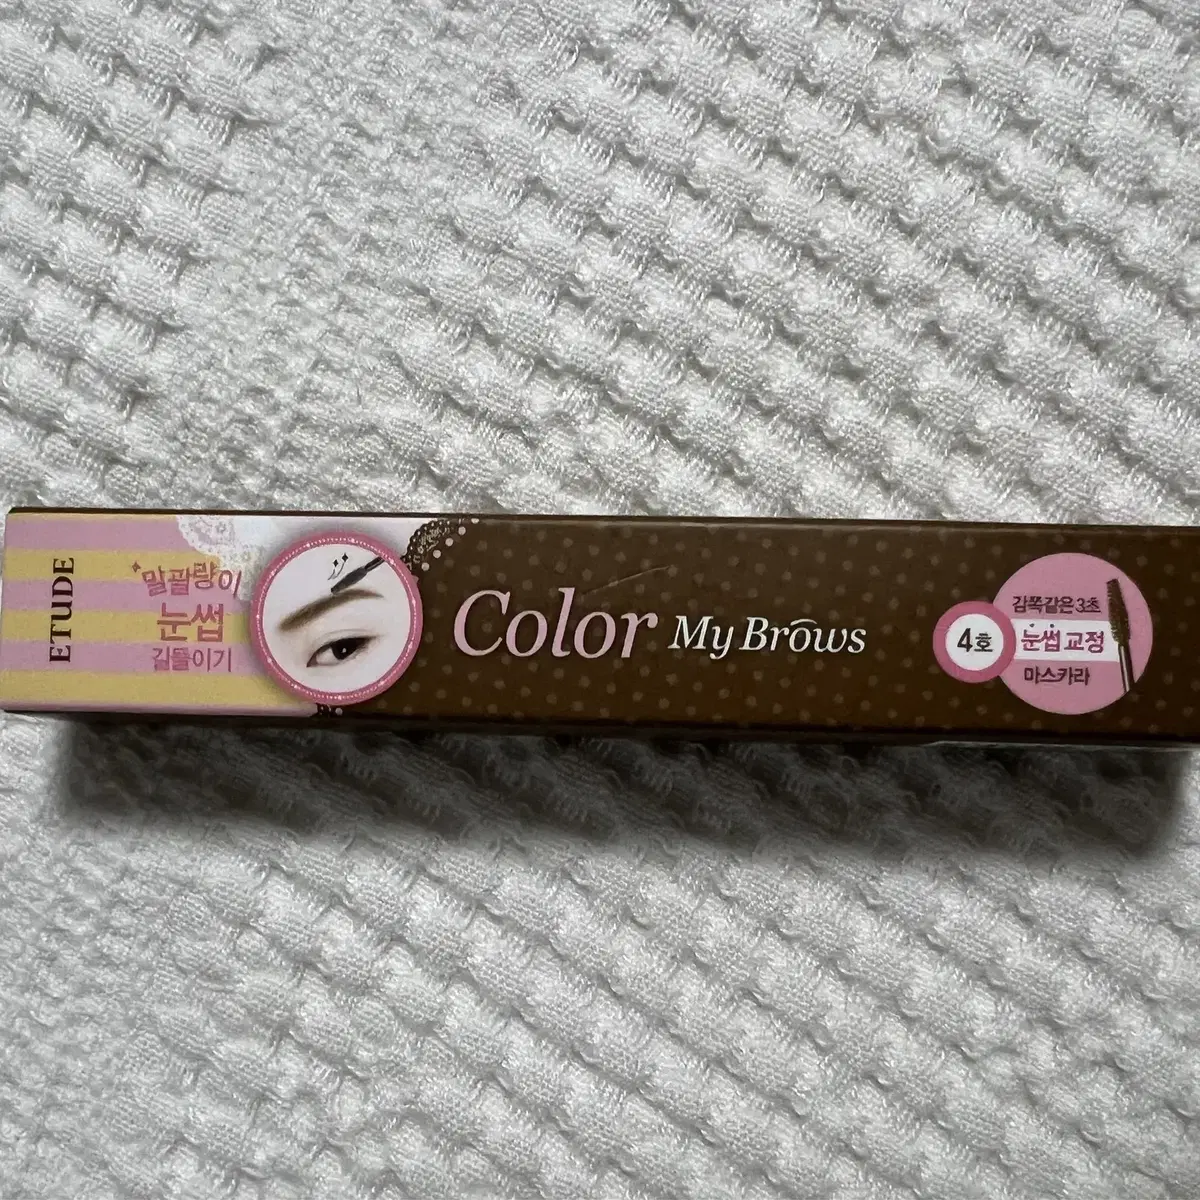 ETUDE
말괄량이
눈썹
길들이기
Color My Brows
4호
감쪽같은 3초
눈썹 교정
마스카라